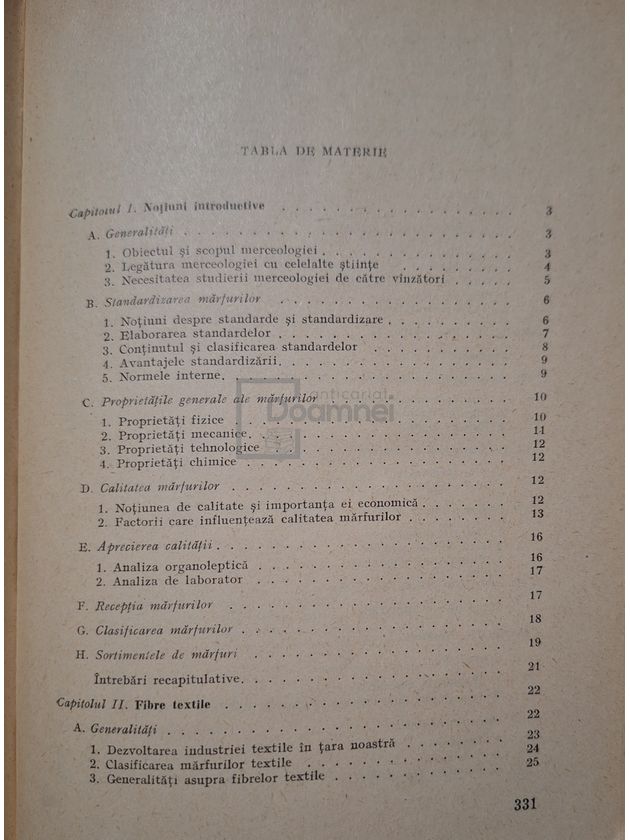 TABLA DE MATERIE
Capitolul I. Noțiuni introductive . . . . . . . . . . . . . . . 3
A. Generalități . . . . . . . . . . . . . . . 3
1. Obiectul și scopul merceologiei . . . . . . . . . . 3
2. Legătura merceologiei cu celelalte științe . . . . . . . 4
3. Necesitatea studierii merceologiei de către vînzători . . . . 5
B. Standardizarea mărfurilor . . . . . . . . . . . . 6
1. Noțiuni despre standarde și standardizare . . . . . . . 6
2. Elaborarea standardelor . . . . . . . . . . . . 7
3. Conținutul și clasificarea standardelor . . . . . . . . 8
4. Avantajele standardizării . . . . . . . . . . . . 9
5. Normele interne . . . . . . . . . . . . . . 9
anticariat
Doamnei
C. Proprietățile generale ale mărfurilor . . . . . . . . . 10
1. Proprietăți fizice . . . . . . . . . . . . . . 10
2. Proprietăți mecanice . . . . . . . . . . . . . 11
3. Proprietăți tehnologice . . . . . . . . . . . . 12
4. Proprietăți chimice . . . . . . . . . . . . . 12
D. Calitatea mărfurilor . . . . . . . . . . . . . 12
1. Noțiunea de calitate și importanța ei economică . . . . . 12
2. Factorii care influențează calitatea mărfurilor . . . . . . 13
E. Aprecierea calității . . . . . . . . . . . . . . 16
1. Analiza organoleptică . . . . . . . . . . . . . 16
2. Analiza de laborator . . . . . . . . . . . . . 17
F. Recepția mărfurilor . . . . . . . . . . . . . . 17
G. Clasificarea mărfurilor . . . . . . . . . . . . . 18
H. Sortimentele de mărfuri . . . . . . . . . . . . . 19
Întrebări recapitulative . . . . . . . . . . . . . 21
Capitolul II. Fibre textile . . . . . . . . . . . . . . 22
A. Generalități . . . . . . . . . . . . . . . . 22
1. Dezvoltarea industriei textile în țara noastră . . . . . . 23
2. Clasificarea mărfurilor textile . . . . . . . . . . 24
3. Generalități asupra fibrelor textile . . . . . . . . . 25
331